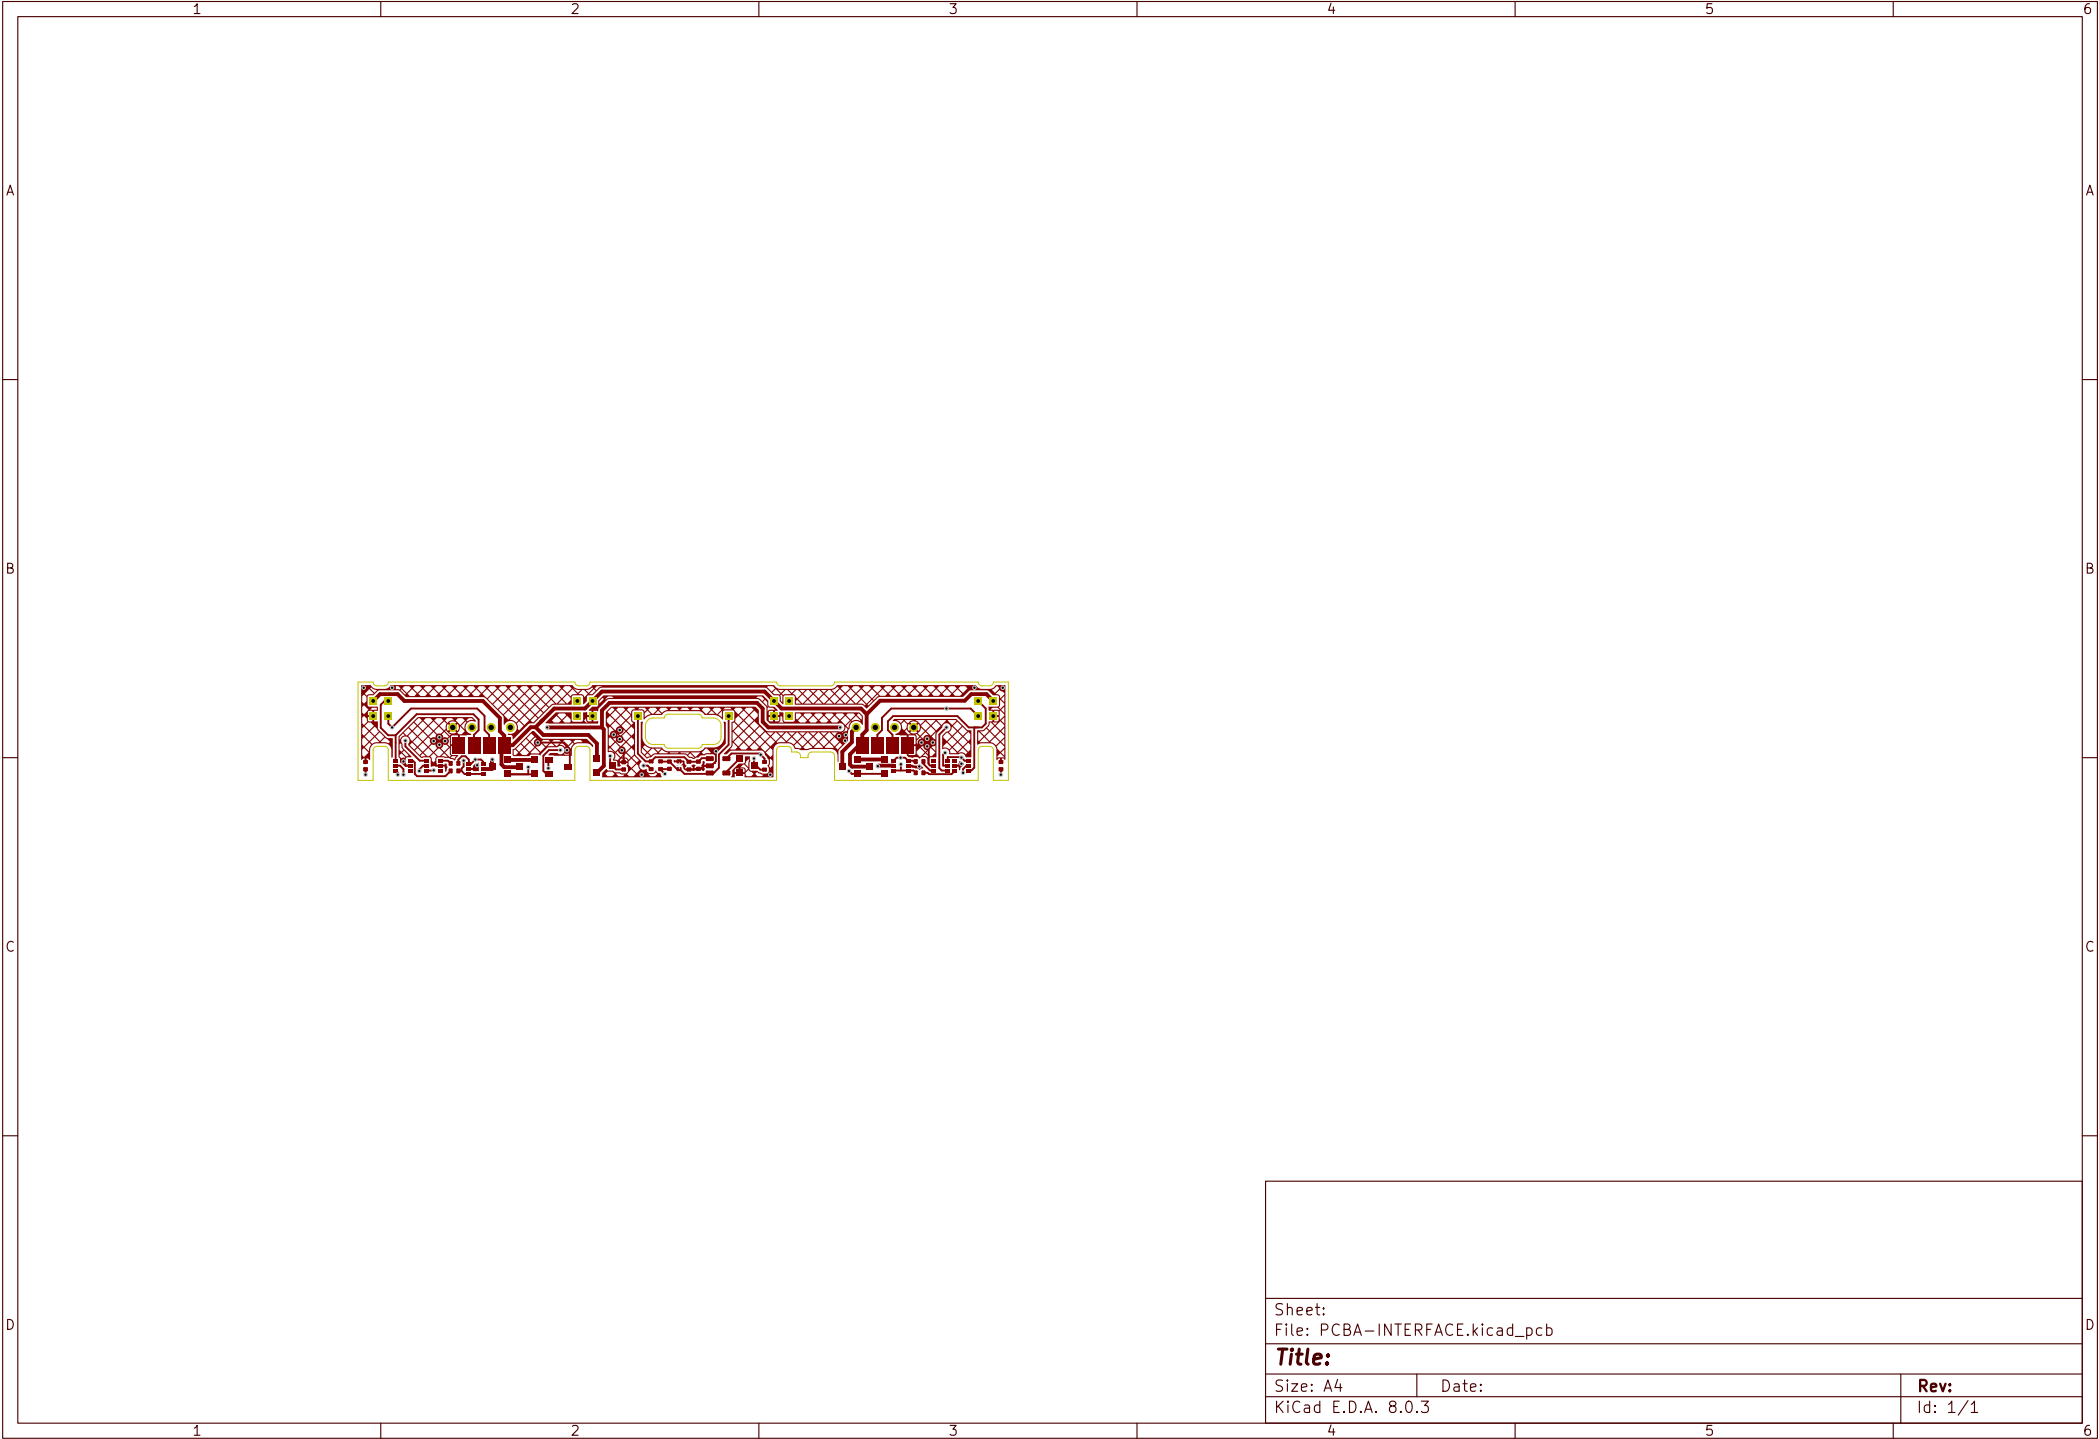 1 2 3 4 5 6
A A
B B
C C
D D
Sheet:
File: PCBA-INTERFACE.kicad_pcb
Title:
Size: A4 Date: Rev:
KiCad E.D.A. 8.0.3 Id: 1/1
1 2 3 4 5 6